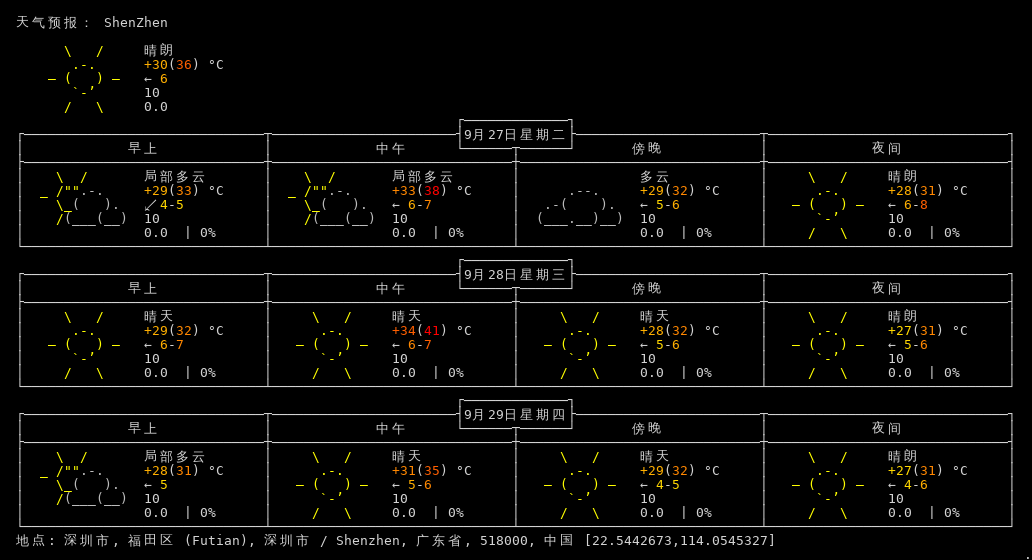 天气预报： ShenZhen
晴朗
+30(36) °C
← 6
10
0.0
9月27日星期二
早上 中午 傍晚 夜间
局部多云 局部多云 多云 晴朗
+29(33) °C +33(38) °C +29(32) °C +28(31) °C
↙ 4-5 ← 6-7 ← 5-6 ← 6-8
10 10 10 10
0.0 | 0% 0.0 | 0% 0.0 | 0% 0.0 | 0%
9月28日星期三
早上 中午 傍晚 夜间
晴天 晴天 晴天 晴朗
+29(32) °C +34(41) °C +28(32) °C +27(31) °C
← 6-7 ← 6-7 ← 5-6 ← 5-6
10 10 10 10
0.0 | 0% 0.0 | 0% 0.0 | 0% 0.0 | 0%
9月29日星期四
早上 中午 傍晚 夜间
局部多云 晴天 晴天 晴朗
+28(31) °C +31(35) °C +29(32) °C +27(31) °C
← 5 ← 5-6 ← 4-5 ← 4-6
10 10 10 10
0.0 | 0% 0.0 | 0% 0.0 | 0% 0.0 | 0%
地点: 深圳市, 福田区 (Futian), 深圳市 / Shenzhen, 广东省, 518000, 中国 [22.5442673,114.0545327]